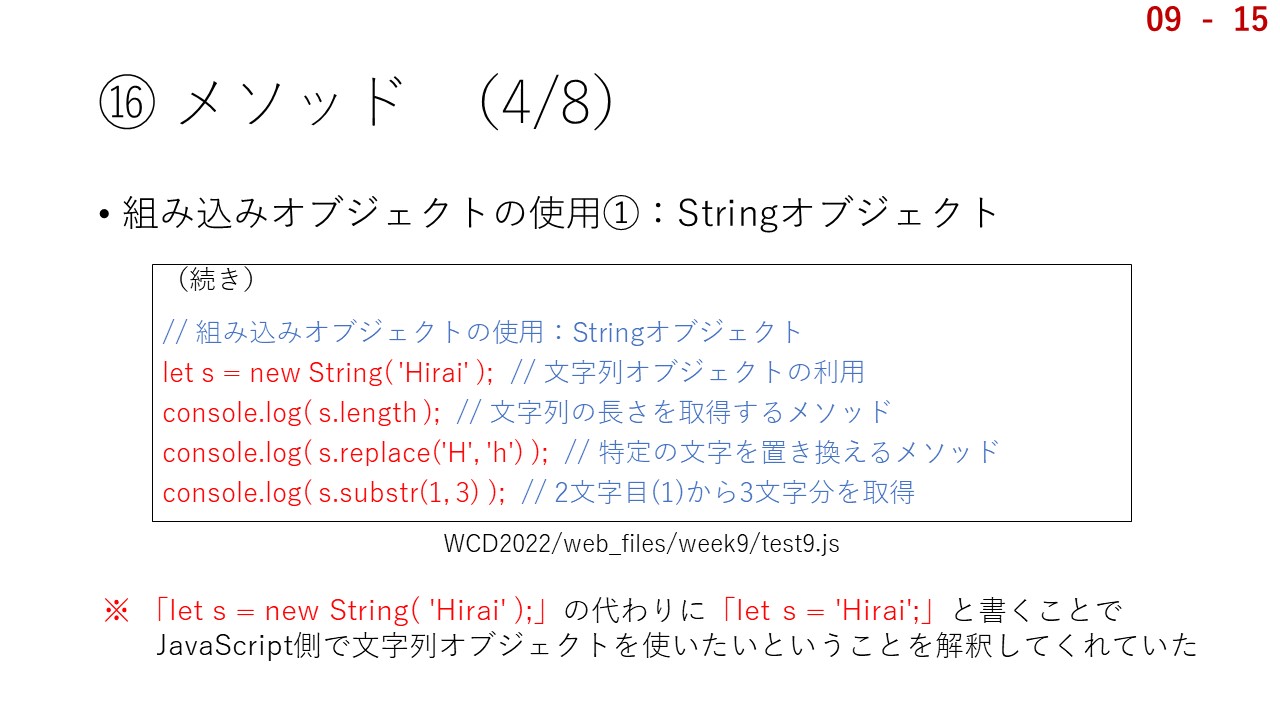 09 - 15
⑯ メソッド （4/8）
• 組み込みオブジェクトの使用①：Stringオブジェクト
（続き）
// 組み込みオブジェクトの使用：Stringオブジェクト
let s = new String( 'Hirai' ); // 文字列オブジェクトの利用
console.log( s.length ); // 文字列の長さを取得するメソッド
console.log( s.replace('H', 'h') ); // 特定の文字を置き換えるメソッド
console.log( s.substr(1, 3) ); // 2文字目(1)から3文字分を取得
WCD2022/web_files/week9/test9.js
※ 「let s = new String( 'Hirai' );」の代わりに「let s = 'Hirai';」と書くことで
JavaScript側で文字列オブジェクトを使いたいということを解釈してくれていた